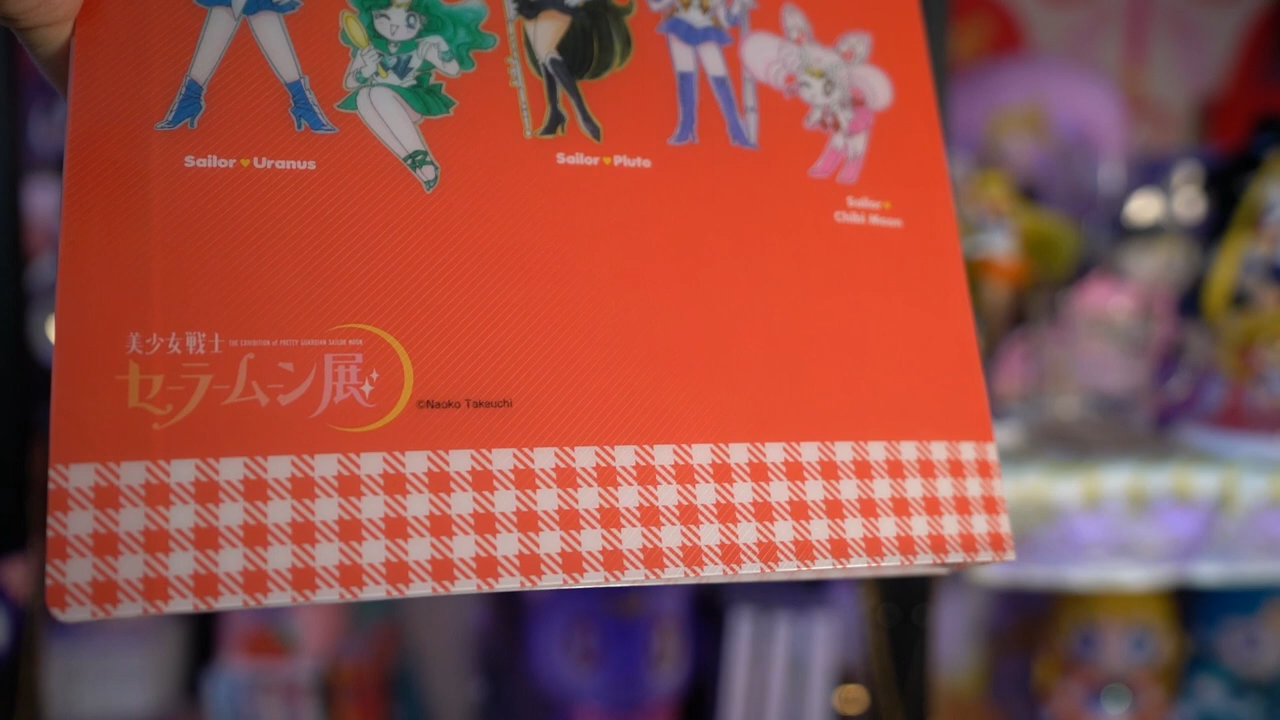 Sailor♥Uranus
Sailor♥Pluto
Sailor♥
Chibi Moon
美少女戦士 THE EXHIBITION of PRETTY GUARDIAN SAILOR MOON
セーラームーン展
©Naoko Takeuchi